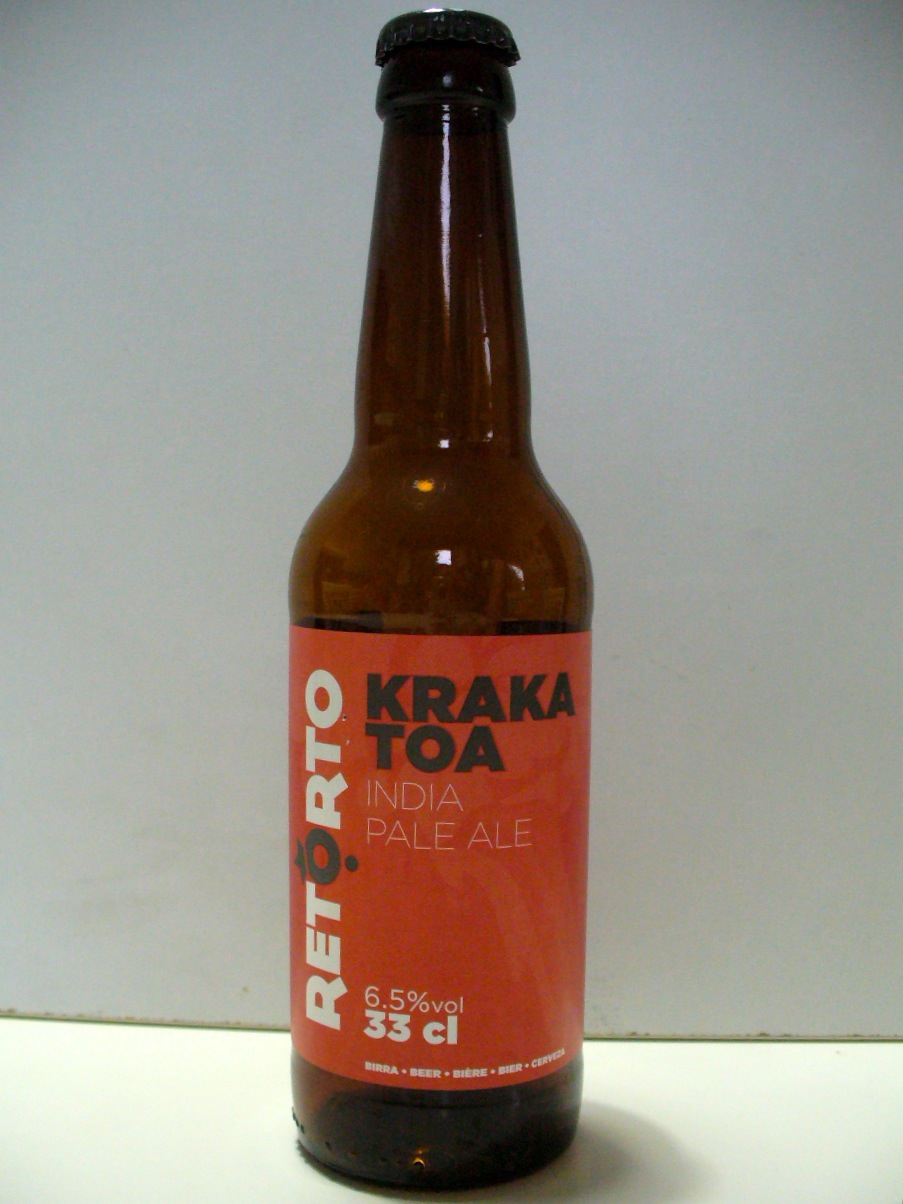 RETORTO
KRAKA
TOA
INDIA
PALE ALE
6.5%vol
33 cl
BIRRA • BEER • BIÈRE • BIER • CERVEZA